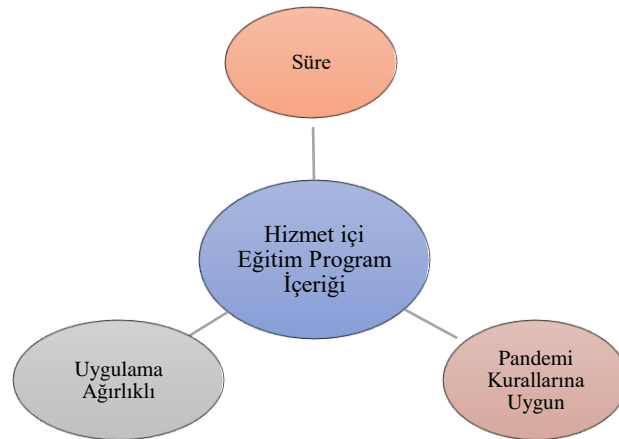 Süre
Hizmet içi
Eğitim Program
İçeriği
Uygulama
Ağırlıklı
Pandemi
Kurallarına
Uygun